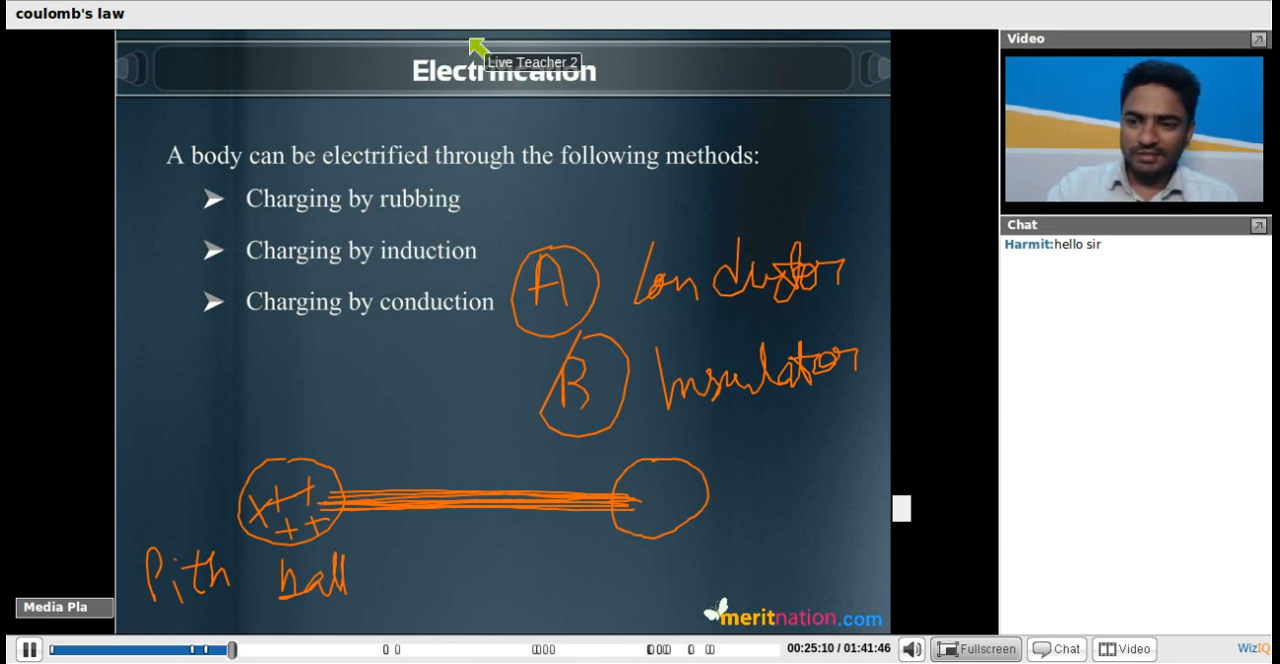 coulomb's law
Electrification
Live Teacher 2
A body can be electrified through the following methods:
Charging by rubbing
Charging by induction
Charging by conduction
A Conductor
B Insulator
Pith ball
meritnation.com
Media Pla
00:25:10 / 01:41:46
Fullscreen
Chat
Video
WizIQ
Video
Chat
Harmit:hello sir